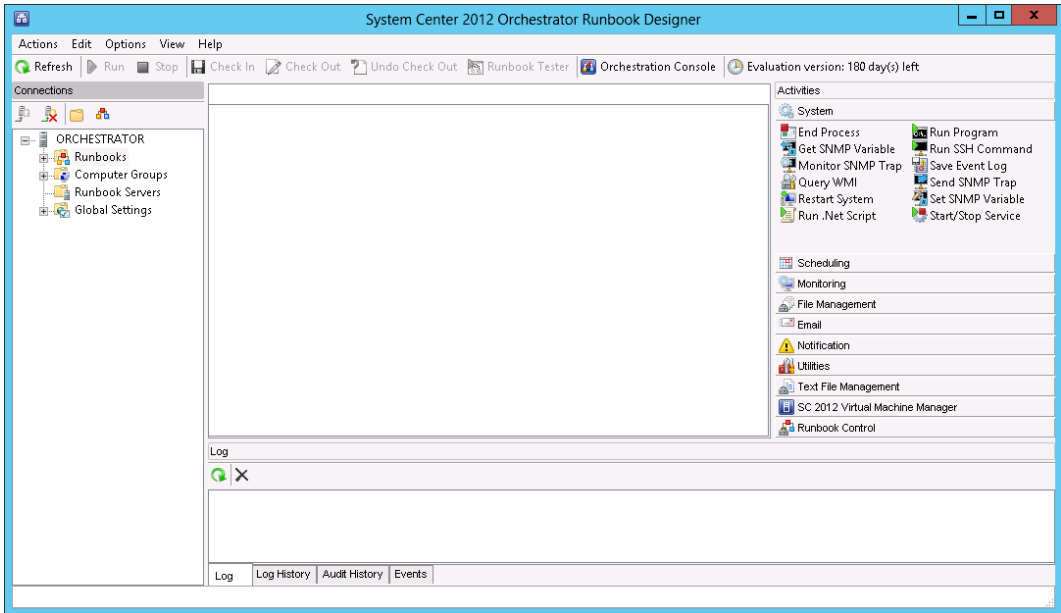 System Center 2012 Orchestrator Runbook Designer
Actions Edit Options View Help
Refresh Run Stop Check In Check Out Undo Check Out Runbook Tester Orchestration Console Evaluation version: 180 day(s) left
Connections
ORCHESTRATOR
Runbooks
Computer Groups
Runbook Servers
Global Settings
Activities
System
End Process Run Program
Get SNMP Variable Run SSH Command
Monitor SNMP Trap Save Event Log
Query WMI Send SNMP Trap
Restart System Set SNMP Variable
Run .Net Script Start/Stop Service
Scheduling
Monitoring
File Management
Email
Notification
Utilities
Text File Management
SC 2012 Virtual Machine Manager
Runbook Control
Log
Log Log History Audit History Events